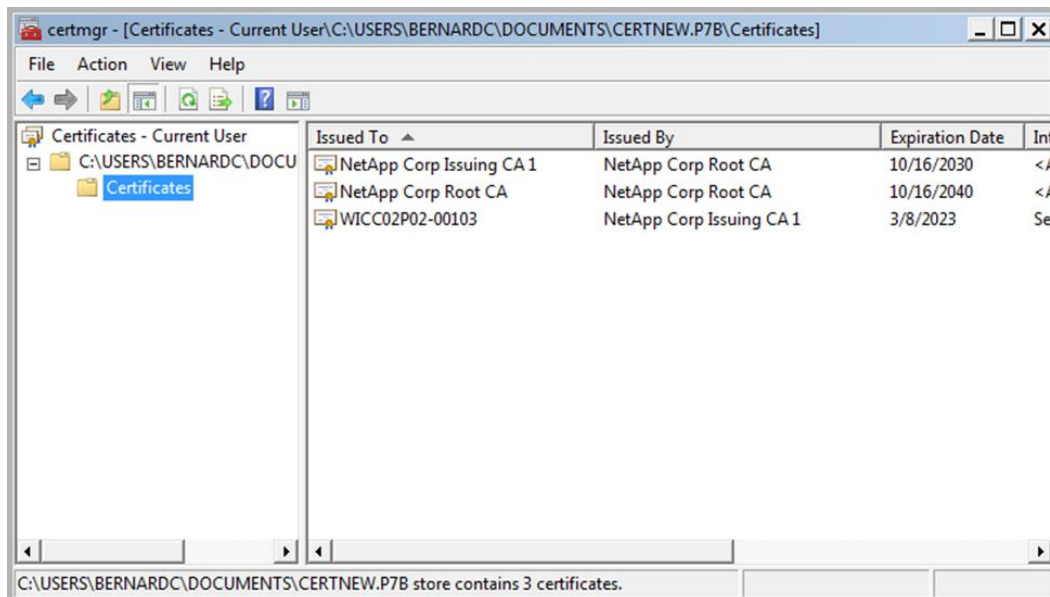 certmgr - [Certificates - Current User\C:\USERS\BERNARDC\DOCUMENTS\CERTNEW.P7B\Certificates]
File Action View Help
Certificates - Current User
C:\USERS\BERNARDC\DOCU
Certificates
Issued To Issued By Expiration Date Int
NetApp Corp Issuing CA 1 NetApp Corp Root CA 10/16/2030 <A
NetApp Corp Root CA NetApp Corp Root CA 10/16/2040 <A
WICC02P02-00103 NetApp Corp Issuing CA 1 3/8/2023 Se
C:\USERS\BERNARDC\DOCUMENTS\CERTNEW.P7B store contains 3 certificates.